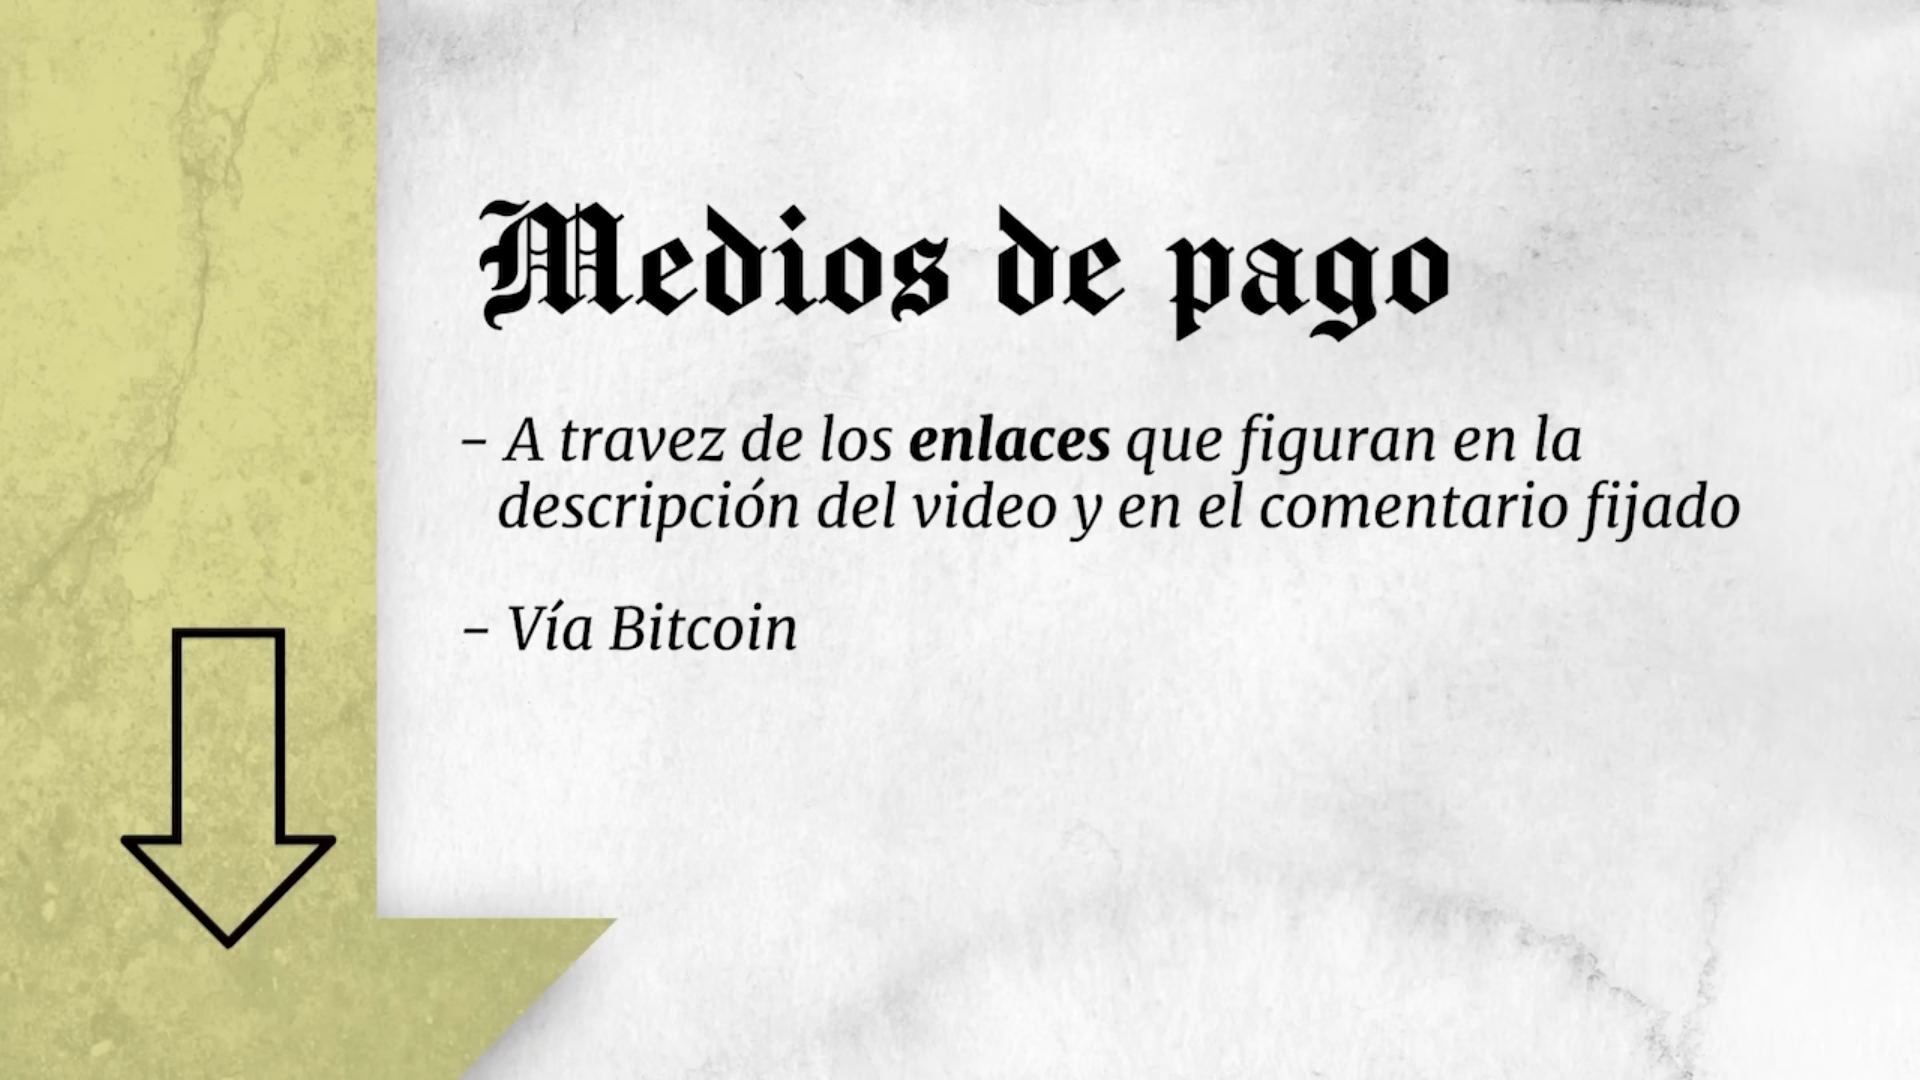 Medios de pago
- A travez de los enlaces que figuran en la
descripción del video y en el comentario fijado
- Vía Bitcoin